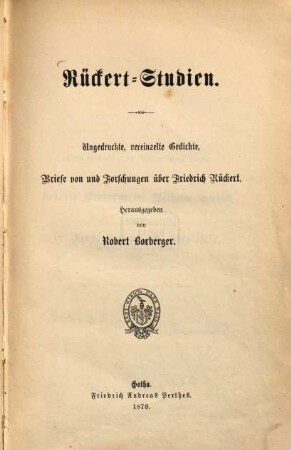 Rückert-Studien.
Ungedruckte, vereinzelte Gedichte,
Briefe von und Forschungen über Friedrich Rückert.
Herausgegeben
von
Robert Boxberger.
Gotha.
Friedrich Andreas Perthes.
1878.